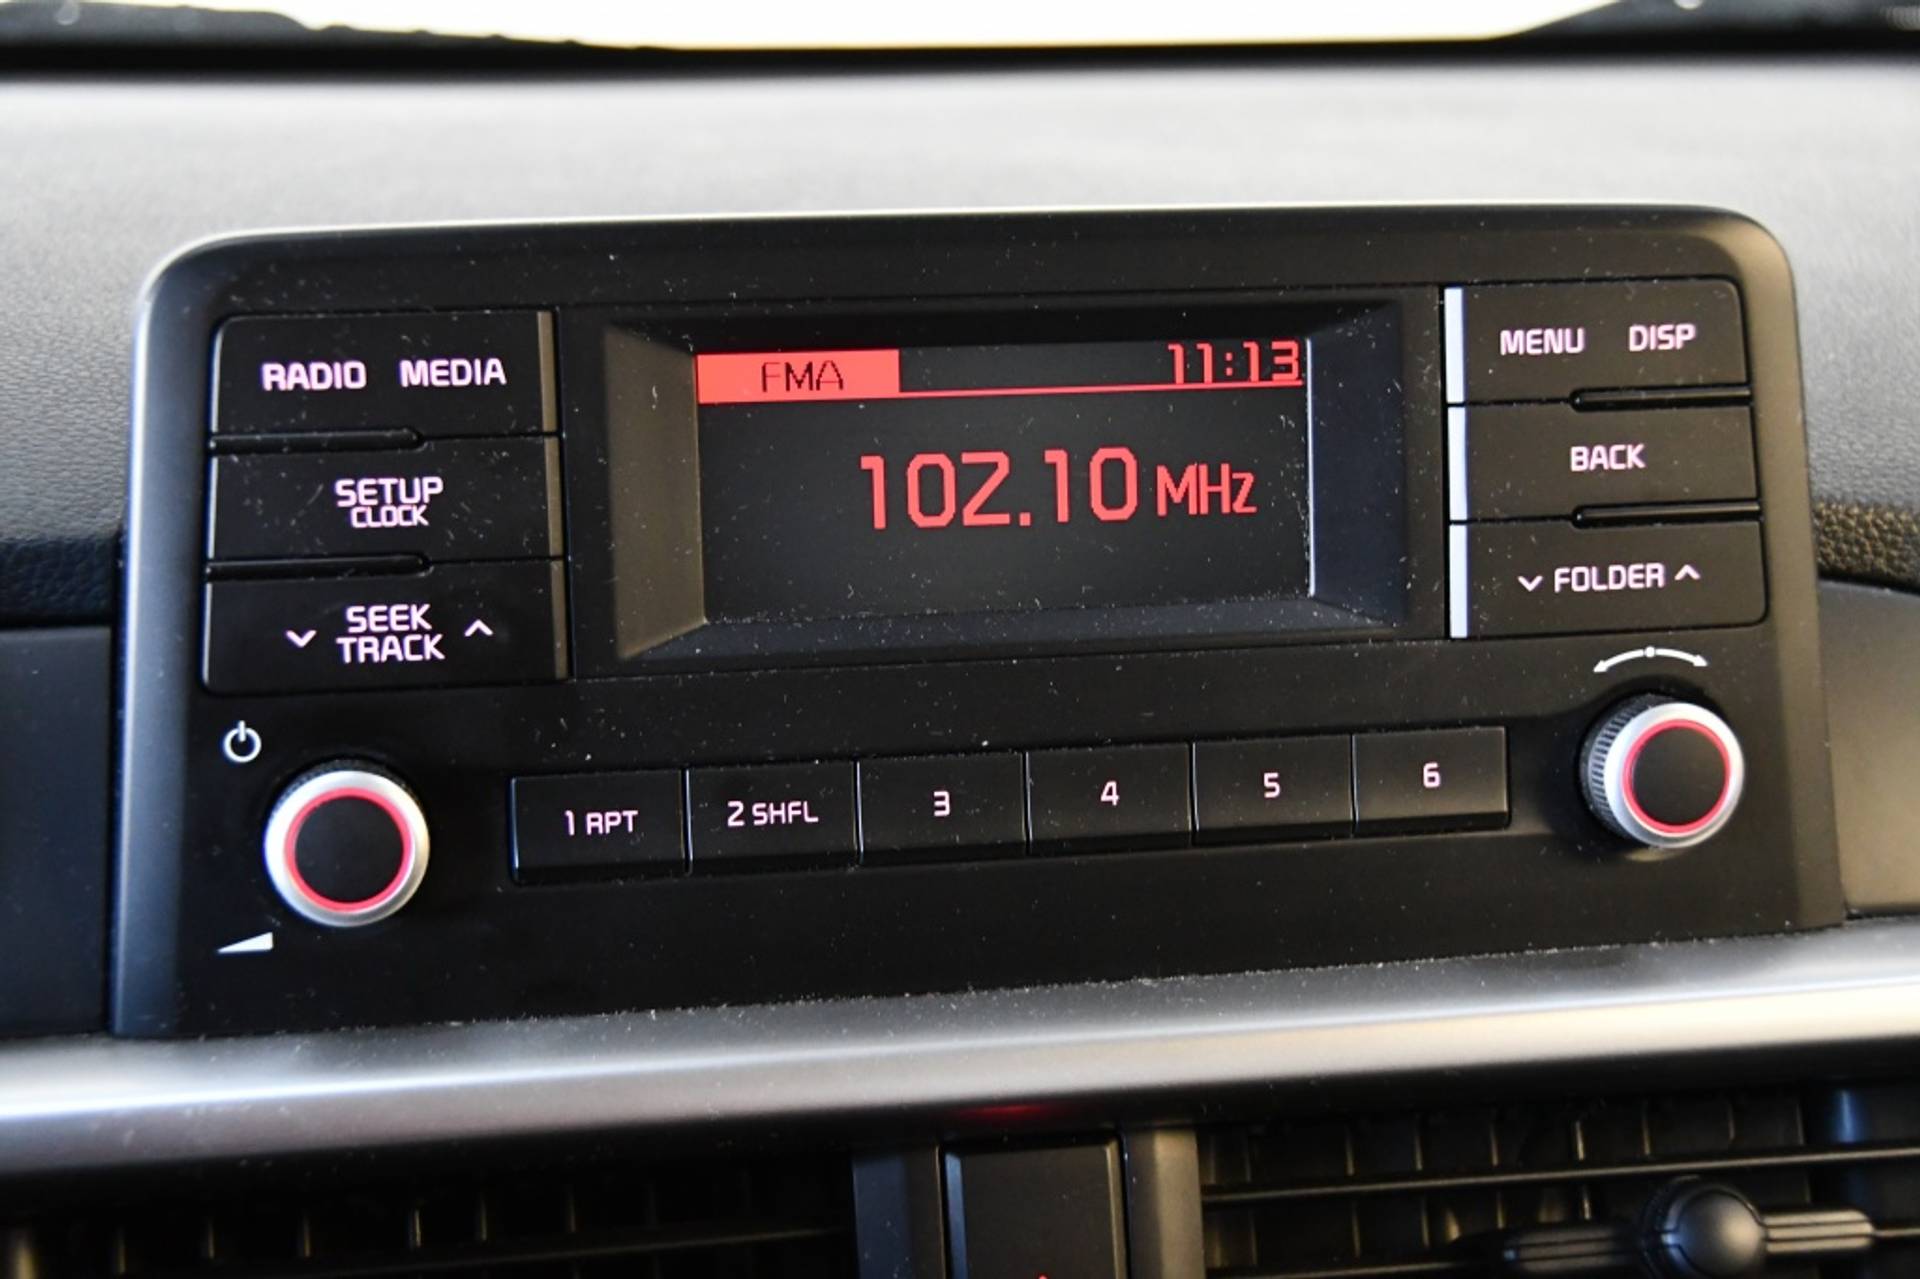 RADIO MEDIA
SETUP
CLOCK
SEEK
TRACK
FMA 11:13
102.10 MHz
MENU DISP
BACK
FOLDER
1 RPT
2 SHFL
3
4
5
6